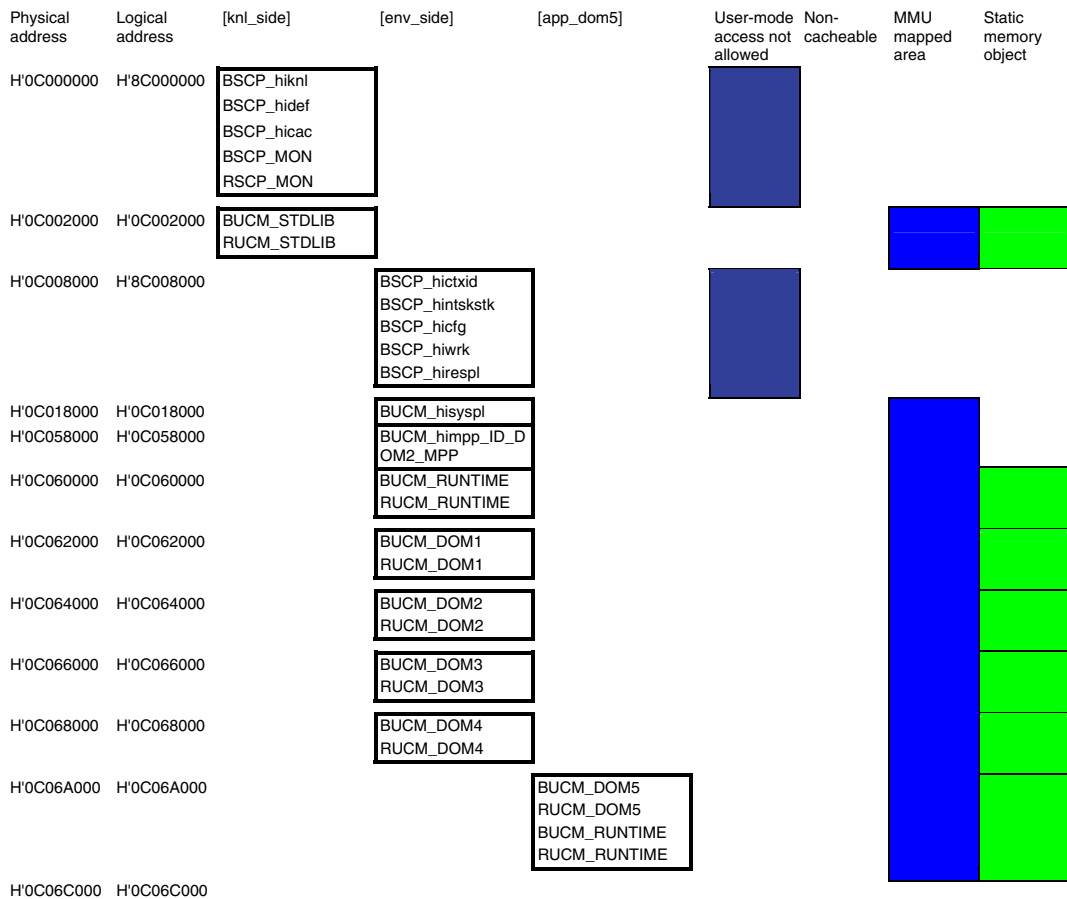 Physical address Logical address [knl_side] [env_side] [app_dom5] User-mode access not allowed Non-cacheable MMU mapped area Static memory object
H'0C000000 H'8C000000 BSCP_hiknl
BSCP_hidef
BSCP_hicac
BSCP_MON
RSCP_MON
H'0C002000 H'0C002000 BUCM_STDLIB
RUCM_STDLIB
H'0C008000 H'8C008000 BSCP_hictxid
BSCP_hintskstk
BSCP_hicfg
BSCP_hiwrk
BSCP_hirespl
H'0C018000 H'0C018000 BUCM_hisyspl
H'0C058000 H'0C058000 BUCM_himpp_ID_D
OM2_MPP
H'0C060000 H'0C060000 BUCM_RUNTIME
RUCM_RUNTIME
H'0C062000 H'0C062000 BUCM_DOM1
RUCM_DOM1
H'0C064000 H'0C064000 BUCM_DOM2
RUCM_DOM2
H'0C066000 H'0C066000 BUCM_DOM3
RUCM_DOM3
H'0C068000 H'0C068000 BUCM_DOM4
RUCM_DOM4
H'0C06A000 H'0C06A000 BUCM_DOM5
RUCM_DOM5
BUCM_RUNTIME
RUCM_RUNTIME
H'0C06C000 H'0C06C000